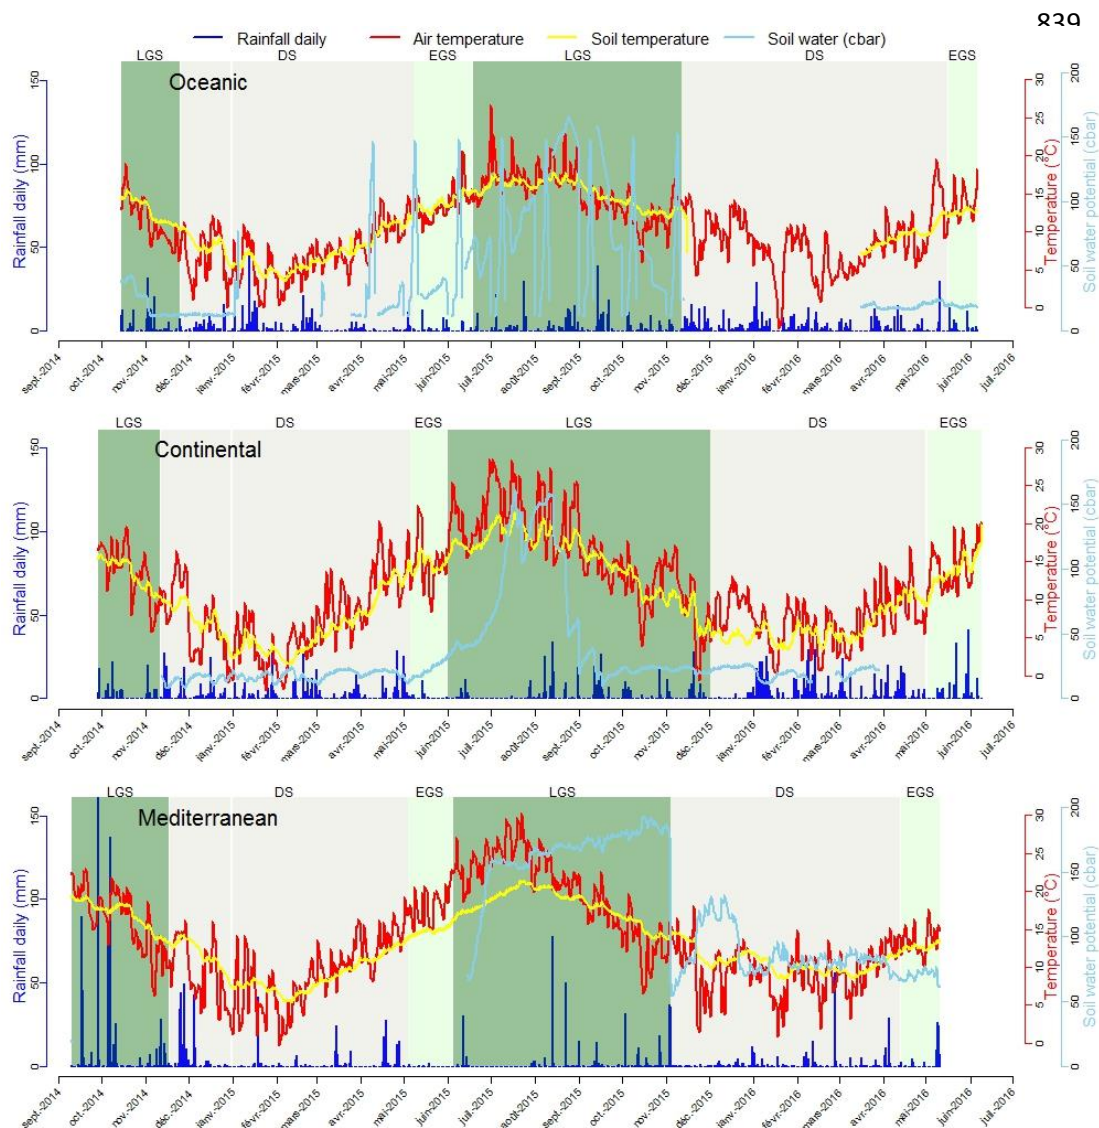 839
Rainfall daily Air temperature Soil temperature Soil water (cbar)
LGS DS EGS LGS DS EGS
Oceanic
Rainfall daily (mm)
0 50 100 150
Temperature (°C)
0 5 10 15 20 25 30
Soil water potential (cbar)
0 50 100 150 200
sept.-2014 oct.-2014 nov.-2014 déc.-2014 janv.-2015 févr.-2015 mars-2015 avr.-2015 mai-2015 juin-2015 juil.-2015 août-2015 sept.-2015 oct.-2015 nov.-2015 déc.-2015 janv.-2016 févr.-2016 mars-2016 avr.-2016 mai-2016 juin-2016 juil.-2016
LGS DS EGS LGS DS EGS
Continental
Rainfall daily (mm)
0 50 100 150
Temperature (°C)
0 5 10 15 20 25 30
Soil water potential (cbar)
0 50 100 150 200
sept.-2014 oct.-2014 nov.-2014 déc.-2014 janv.-2015 févr.-2015 mars-2015 avr.-2015 mai-2015 juin-2015 juil.-2015 août-2015 sept.-2015 oct.-2015 nov.-2015 déc.-2015 janv.-2016 févr.-2016 mars-2016 avr.-2016 mai-2016 juin-2016 juil.-2016
LGS DS EGS LGS DS EGS
Mediterranean
Rainfall daily (mm)
0 50 100 150
Temperature (°C)
0 5 10 15 20 25 30
Soil water potential (cbar)
0 50 100 150 200
sept.-2014 oct.-2014 nov.-2014 déc.-2014 janv.-2015 févr.-2015 mars-2015 avr.-2015 mai-2015 juin-2015 juil.-2015 août-2015 sept.-2015 oct.-2015 nov.-2015 déc.-2015 janv.-2016 févr.-2016 mars-2016 avr.-2016 mai-2016 juin-2016 juil.-2016